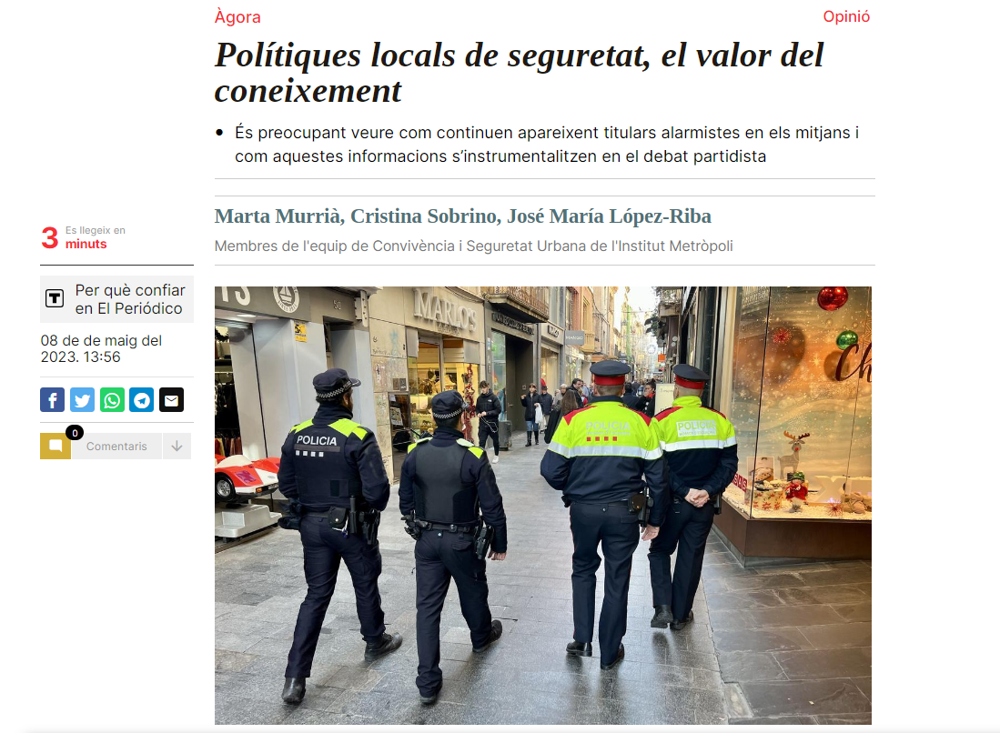 Àgora
Opinió
Polítiques locals de seguretat, el valor del
coneixement
És preocupant veure com continuen apareixent titulars alarmistes en els mitjans i
com aquestes informacions s’instrumentalitzen en el debat partidista
Marta Murrià, Cristina Sobrino, José María López-Riba
Membres de l'equip de Convivència i Seguretat Urbana de l'Institut Metròpoli
3
Es llegeix en
minuts
T
Per què confiar
en El Periódico
08 de de maig del
2023. 13:56
0
Comentaris
50
POLICIA
POLICIA
POLICIA